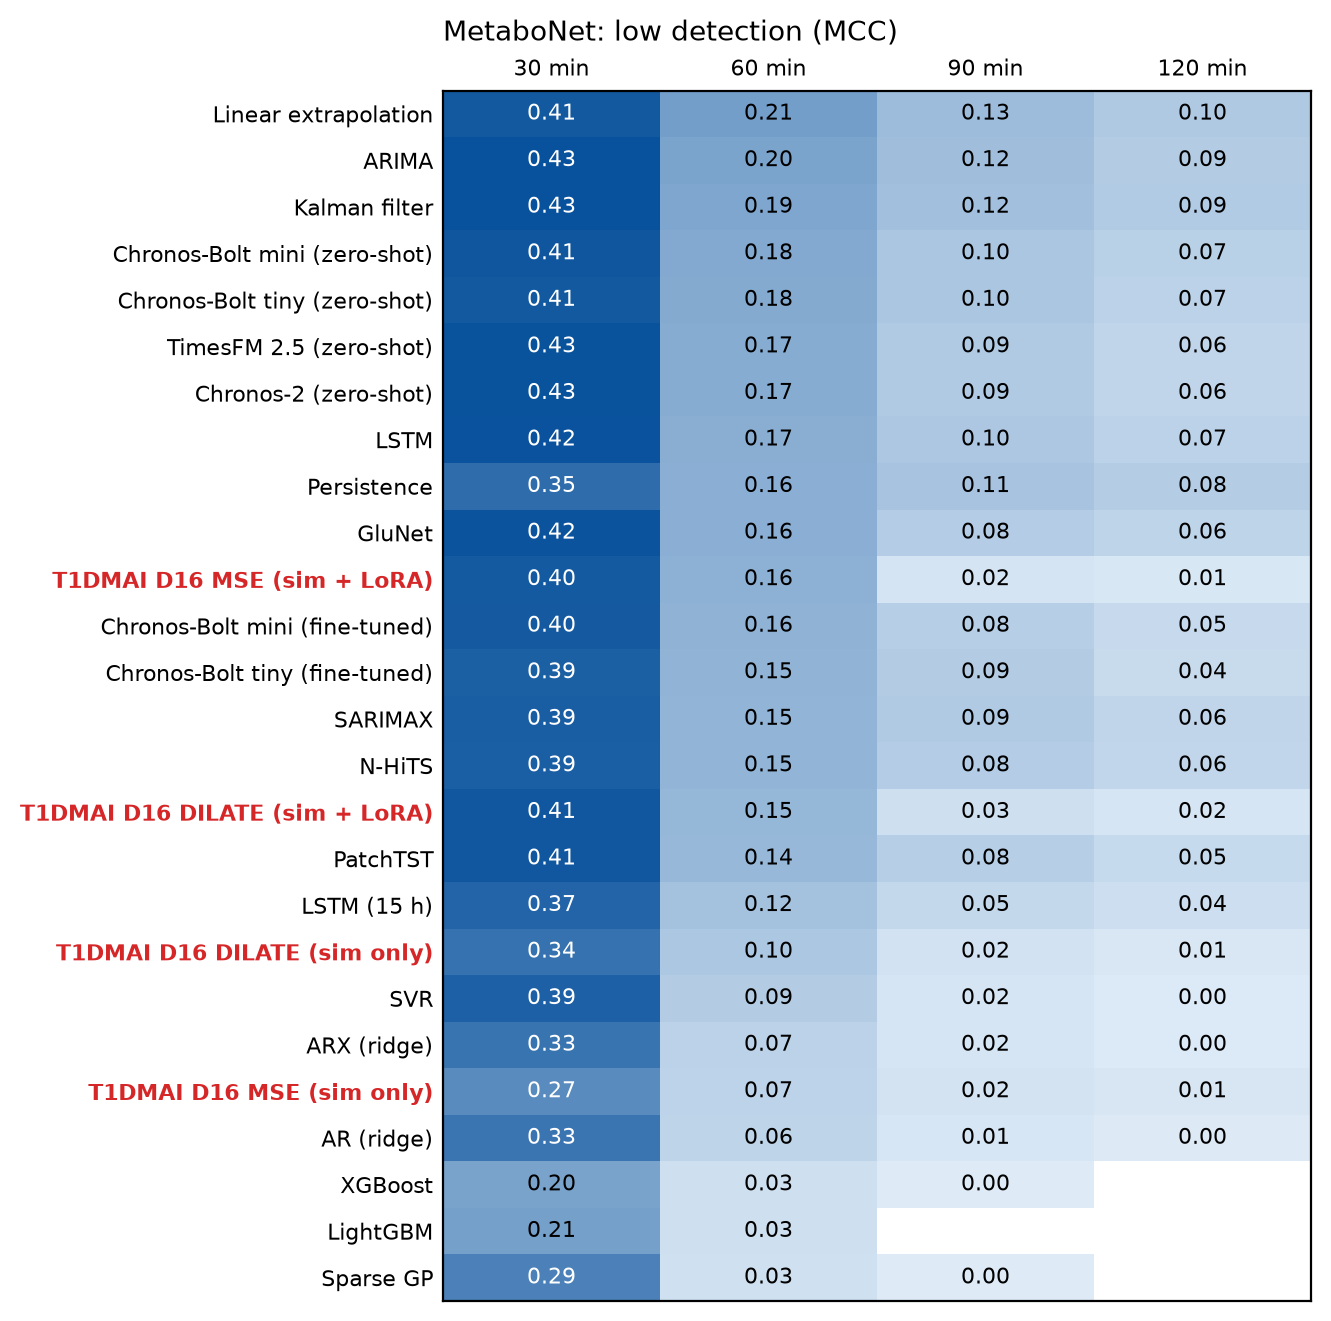 MetaboNet: low detection (MCC)
30 min 60 min 90 min 120 min
Linear extrapolation 0.41 0.21 0.13 0.10
ARIMA 0.43 0.20 0.12 0.09
Kalman filter 0.43 0.19 0.12 0.09
Chronos-Bolt mini (zero-shot) 0.41 0.18 0.10 0.07
Chronos-Bolt tiny (zero-shot) 0.41 0.18 0.10 0.07
TimesFM 2.5 (zero-shot) 0.43 0.17 0.09 0.06
Chronos-2 (zero-shot) 0.43 0.17 0.09 0.06
LSTM 0.42 0.17 0.10 0.07
Persistence 0.35 0.16 0.11 0.08
GluNet 0.42 0.16 0.08 0.06
T1DMAI D16 MSE (sim + LoRA) 0.40 0.16 0.02 0.01
Chronos-Bolt mini (fine-tuned) 0.40 0.16 0.08 0.05
Chronos-Bolt tiny (fine-tuned) 0.39 0.15 0.09 0.04
SARIMAX 0.39 0.15 0.09 0.06
N-HiTS 0.39 0.15 0.08 0.06
T1DMAI D16 DILATE (sim + LoRA) 0.41 0.15 0.03 0.02
PatchTST 0.41 0.14 0.08 0.05
LSTM (15 h) 0.37 0.12 0.05 0.04
T1DMAI D16 DILATE (sim only) 0.34 0.10 0.02 0.01
SVR 0.39 0.09 0.02 0.00
ARX (ridge) 0.33 0.07 0.02 0.00
T1DMAI D16 MSE (sim only) 0.27 0.07 0.02 0.01
AR (ridge) 0.33 0.06 0.01 0.00
XGBoost 0.20 0.03 0.00
LightGBM 0.21 0.03
Sparse GP 0.29 0.03 0.00